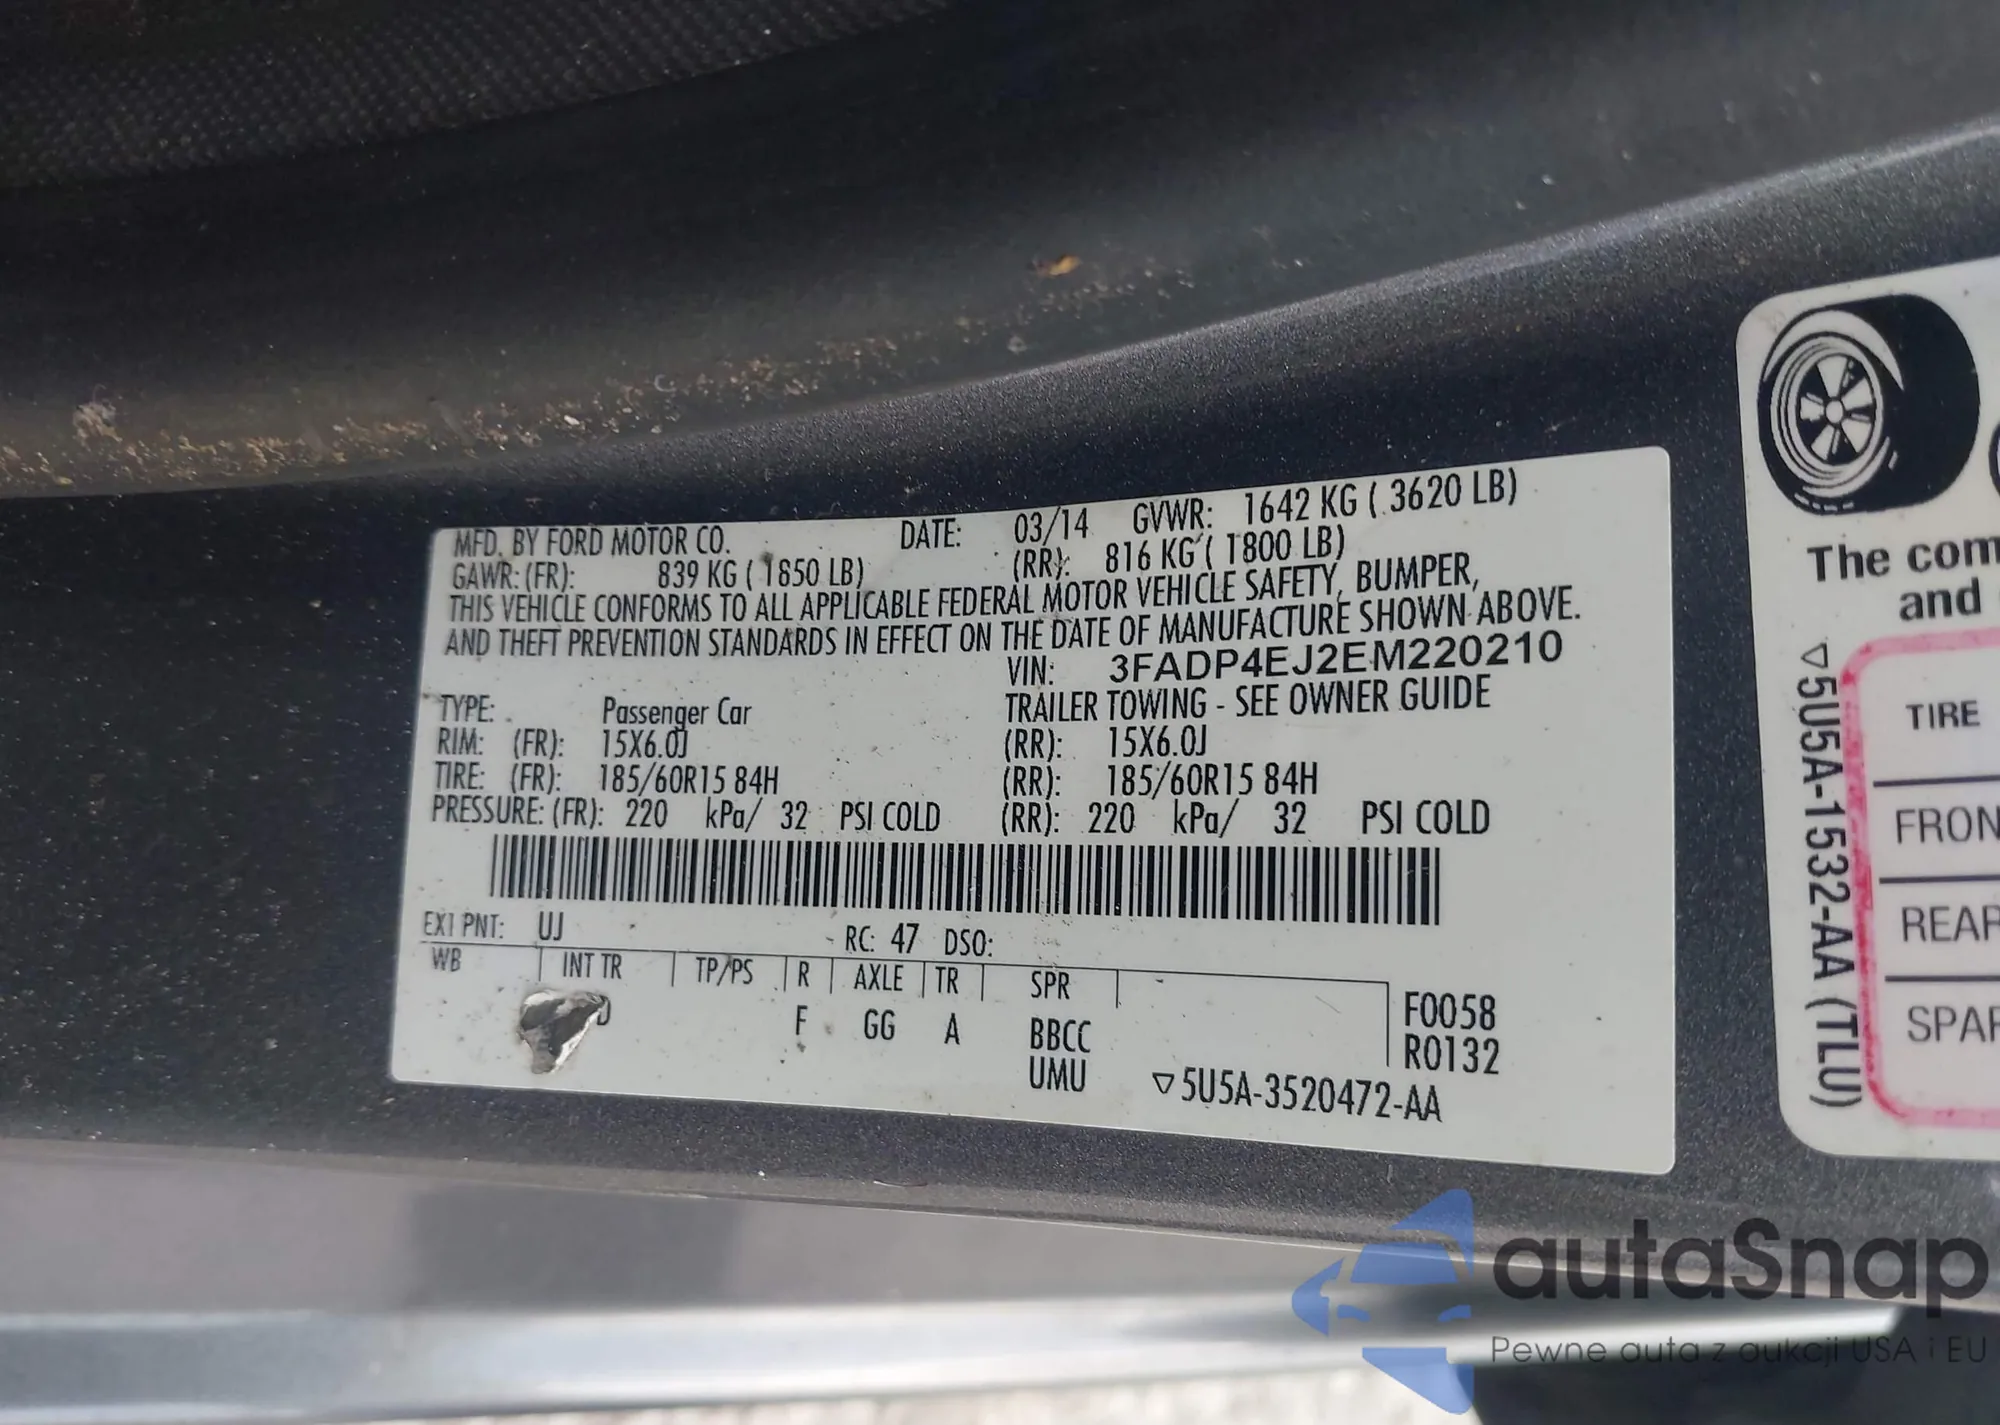 MFD. BY FORD MOTOR CO. DATE: 03/14 GVWR: 1642 KG ( 3620 LB)
GAWR: (FR): 839 KG ( 1850 LB) (RR): 816 KG ( 1800 LB)
THIS VEHICLE CONFORMS TO ALL APPLICABLE FEDERAL MOTOR VEHICLE SAFETY, BUMPER,
AND THEFT PREVENTION STANDARDS IN EFFECT ON THE DATE OF MANUFACTURE SHOWN ABOVE.
VIN: 3FADP4EJ2EM220210
TYPE: Passenger Car TRAILER TOWING - SEE OWNER GUIDE
RIM: (FR): 15X6.0J (RR): 15X6.0J
TIRE: (FR): 185/60R15 84H (RR): 185/60R15 84H
PRESSURE: (FR): 220 kPa/ 32 PSI COLD (RR): 220 kPa/ 32 PSI COLD
EXT PNT: UJ RC: 47 DSO:
WB INT TR TP/PS R AXLE TR SPR
F GG A BBCC
UMU
F0058
R0132
▽5U5A-3520472-AA
The com
and
▽5U5A-1532-AA (TLU)
TIRE
FRON
REAR
SPAR
autaSnap
Pewne auta z aukcji USA i EU